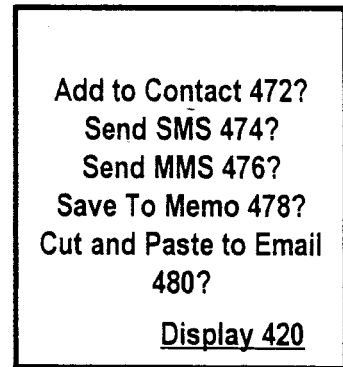 Add to Contact 472?
Send SMS 474?
Send MMS 476?
Save To Memo 478?
Cut and Paste to Email
480?
Display 420